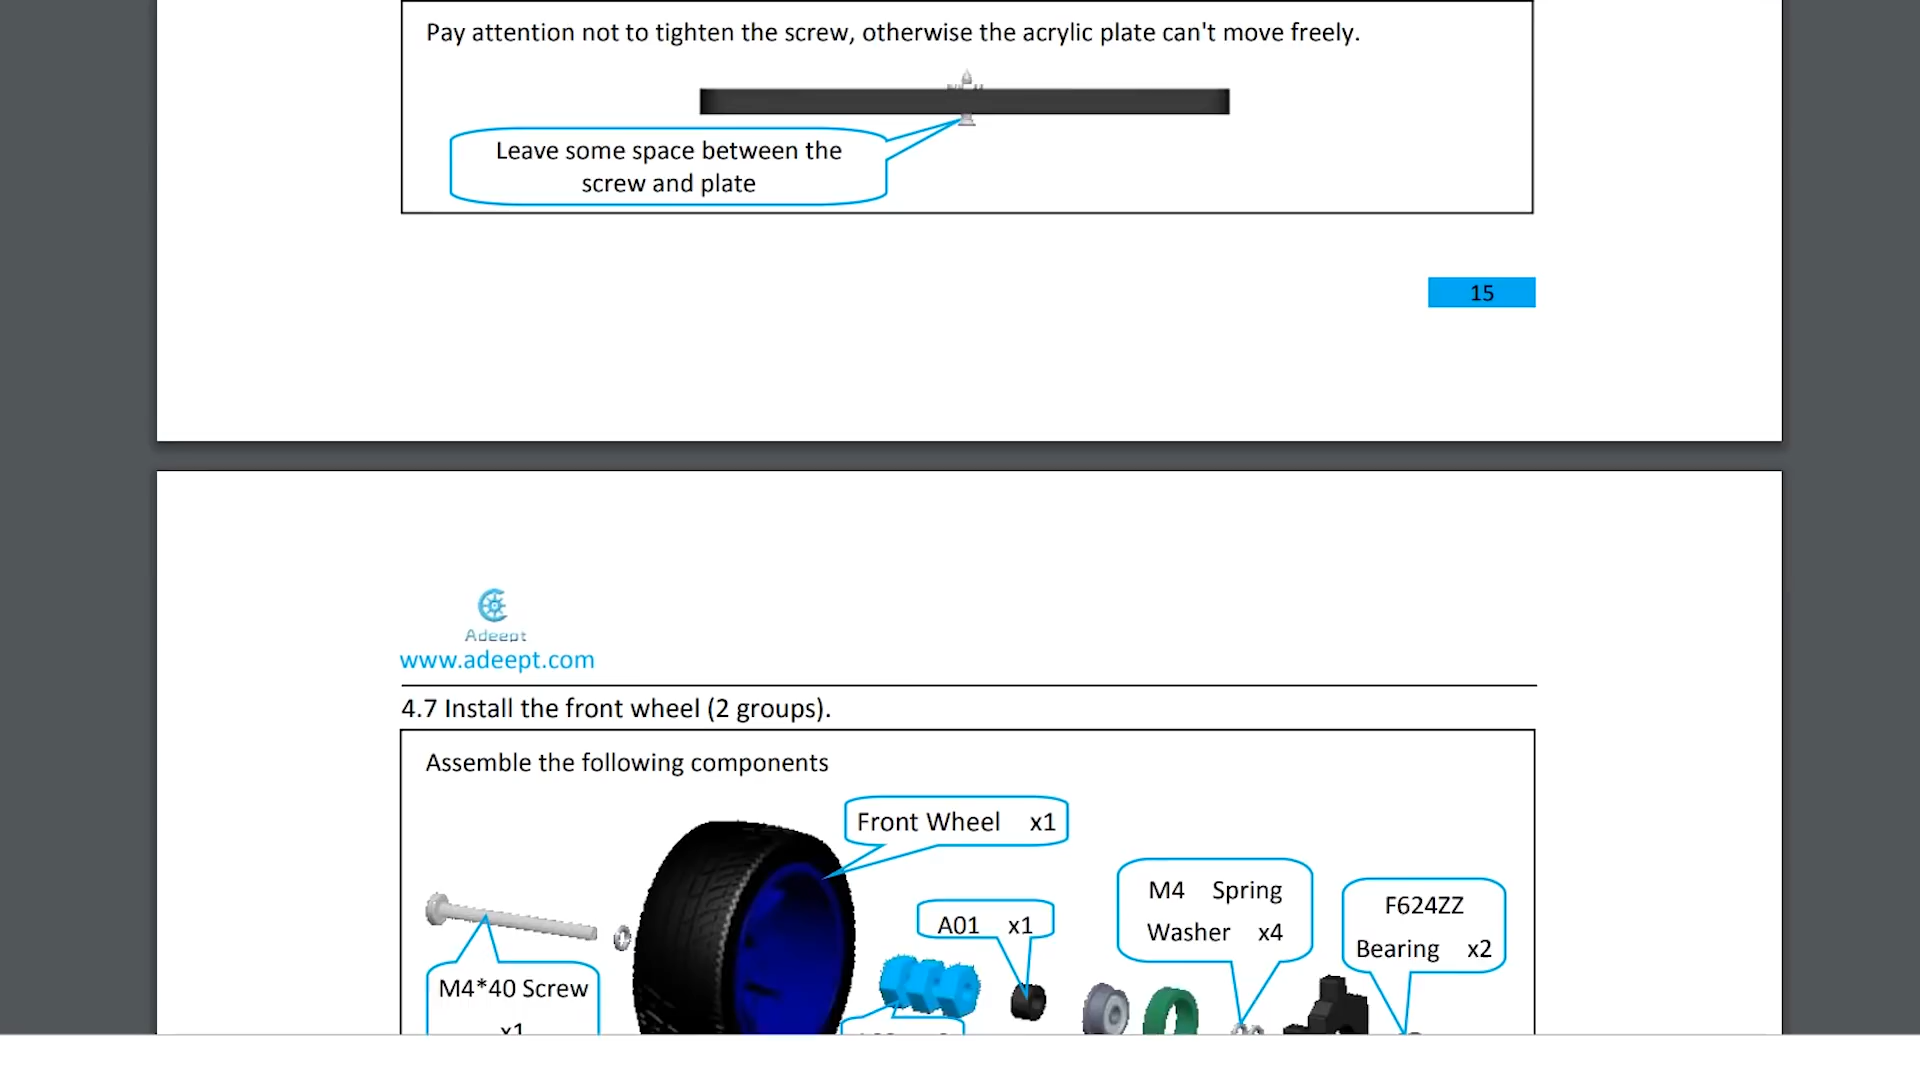 Pay attention not to tighten the screw, otherwise the acrylic plate can't move freely.
Leave some space between the
screw and plate
15
Adeept
www.adeept.com
4.7 Install the front wheel (2 groups).
Assemble the following components
Front Wheel x1
M4 Spring
Washer x4
F624ZZ
Bearing x2
A01 x1
M4*40 Screw
x1